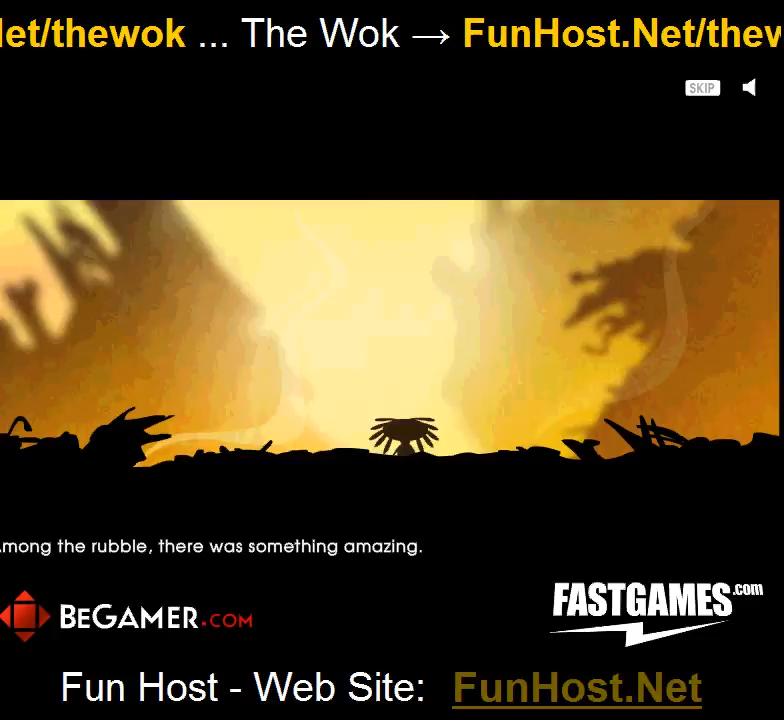 let/thewok ... The Wok → FunHost.Net/thew
SKIP
mong the rubble, there was something amazing.
BEGAMER.COM
FASTGAMES.com
Fun Host - Web Site: FunHost.Net